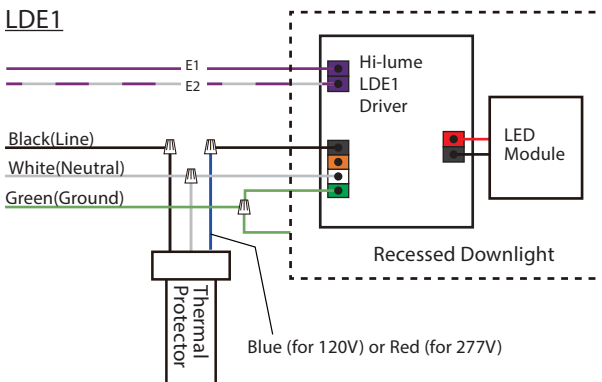 LDE1
E1
E2
Hi-lume
LDE1
Driver
LED
Module
Black(Line)
White(Neutral)
Green(Ground)
Recessed Downlight
Thermal
Protector
Blue (for 120V) or Red (for 277V)